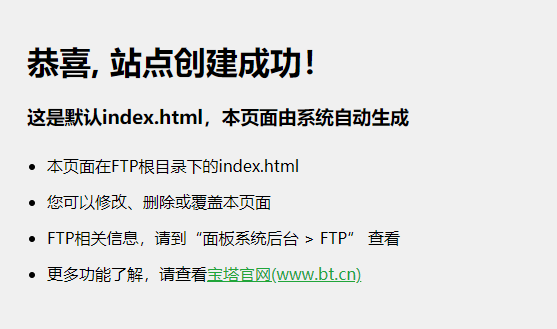 恭喜, 站点创建成功！
这是默认index.html，本页面由系统自动生成
本页面在FTP根目录下的index.html
您可以修改、删除或覆盖本页面
FTP相关信息，请到“面板系统后台 > FTP” 查看
更多功能了解，请查看宝塔官网(www.bt.cn)